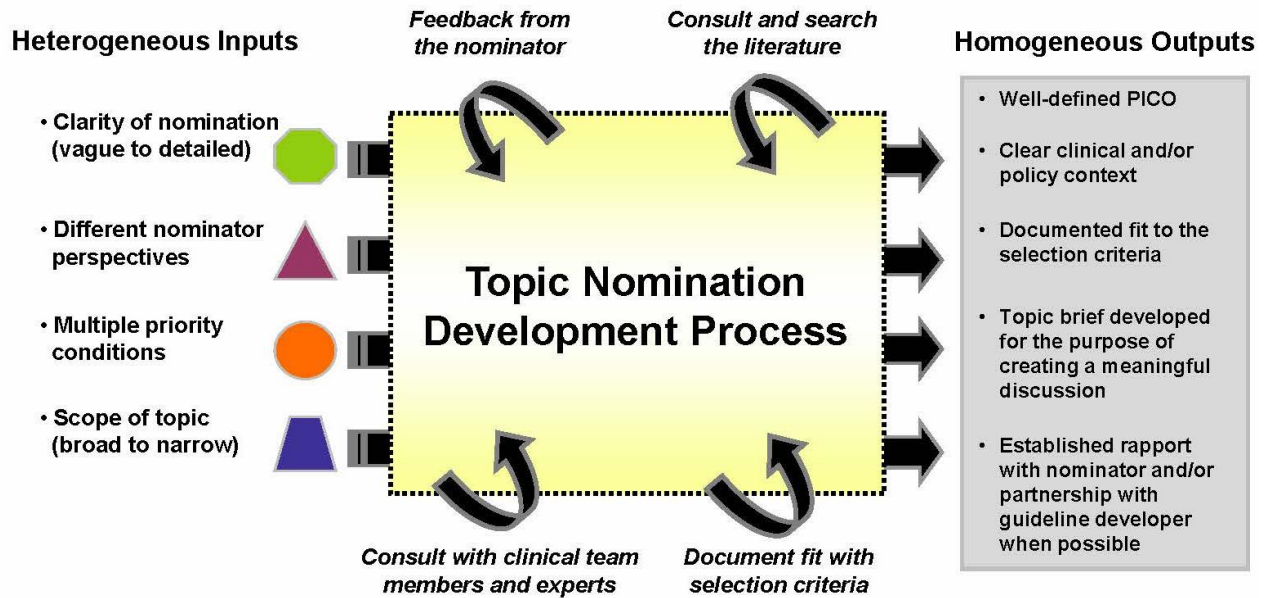 Heterogeneous Inputs
• Clarity of nomination
(vague to detailed)
• Different nominator
perspectives
• Multiple priority
conditions
• Scope of topic
(broad to narrow)
Feedback from
the nominator
Consult and search
the literature
Topic Nomination
Development Process
Consult with clinical team
members and experts
Document fit with
selection criteria
Homogeneous Outputs
• Well-defined PICO
• Clear clinical and/or
policy context
• Documented fit to the
selection criteria
• Topic brief developed
for the purpose of
creating a meaningful
discussion
• Established rapport
with nominator and/or
partnership with
guideline developer
when possible